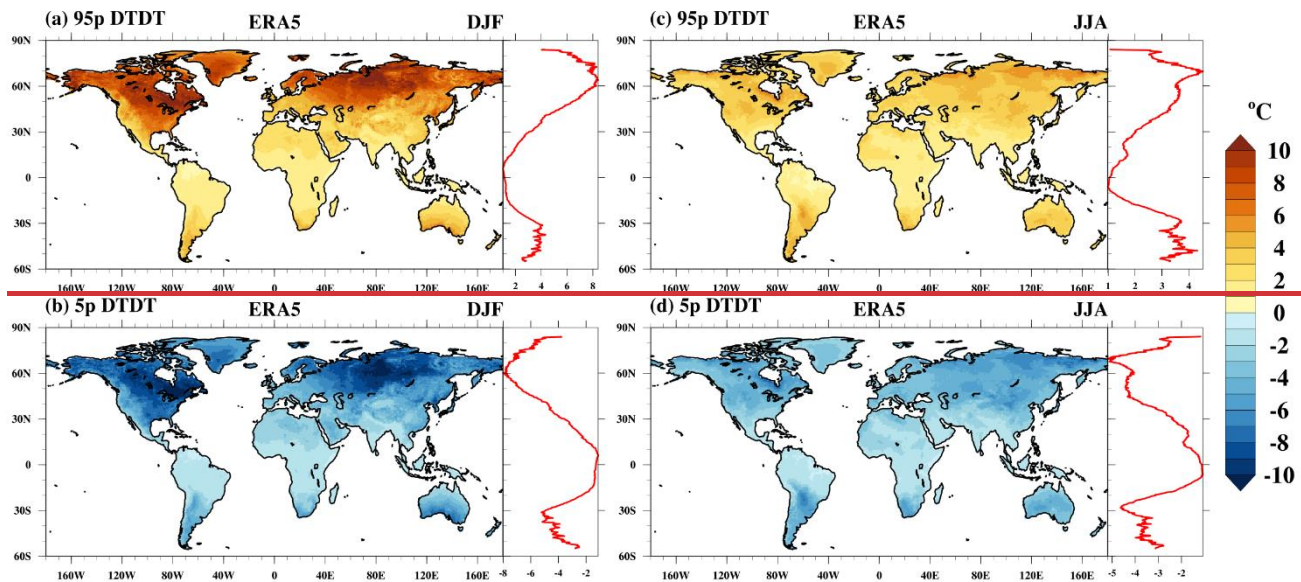 (a) 95p DTDT ERA5 DJF
90N
60N
30N
0
30S
60S
160W 120W 80W 40W 0 40E 80E 120E 160E 2 4 8
(c) 95p DTDT ERA5 JJA
90N
60N
30N
0
30S
60S
160W 120W 80W 40W 0 40E 80E 120E 160E 1 2 3 4
(b) 5p DTDT ERA5 DJF
90N
60N
30N
0
30S
60S
160W 120W 80W 40W 0 40E 80E 120E 160E -8 -6 -4 -2
(d) 5p DTDT ERA5 JJA
90N
60N
30N
0
30S
60S
160W 120W 80W 40W 0 40E 80E 120E 160E -5 -4 -3 -2
°C
10
8
6
4
2
0
-2
-4
-6
-8
-10